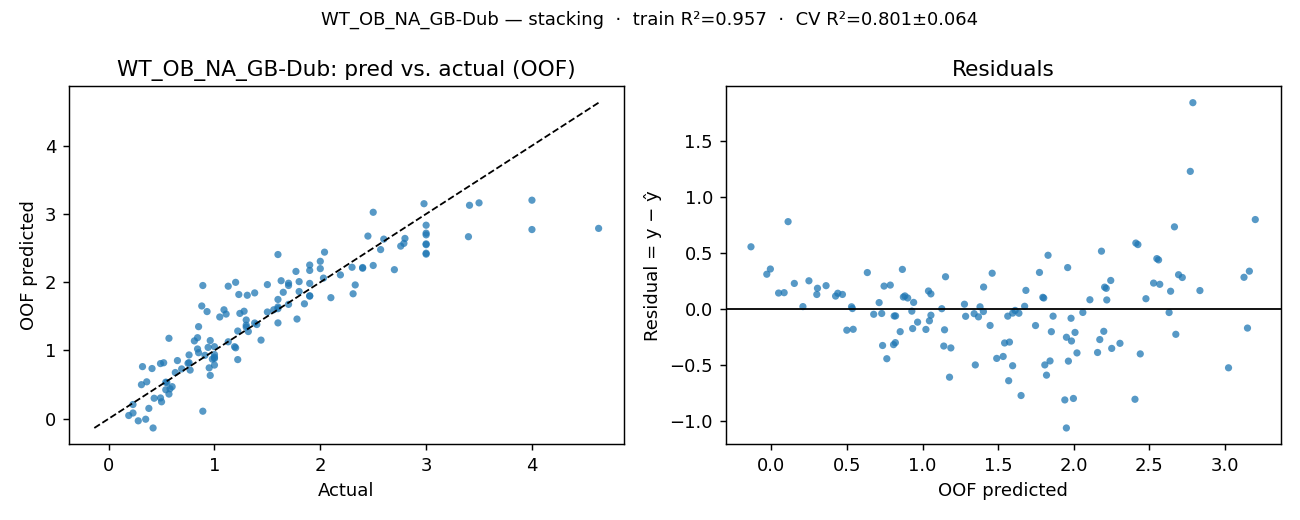 WT_OB_NA_GB-Dub — stacking · train R²=0.957 · CV R²=0.801±0.064
WT_OB_NA_GB-Dub: pred vs. actual (OOF)
OOF predicted
4
3
2
1
0
0 1 2 3 4
Actual
Residuals
Residual = y − ŷ
1.5
1.0
0.5
0.0
−0.5
−1.0
0.0 0.5 1.0 1.5 2.0 2.5 3.0
OOF predicted